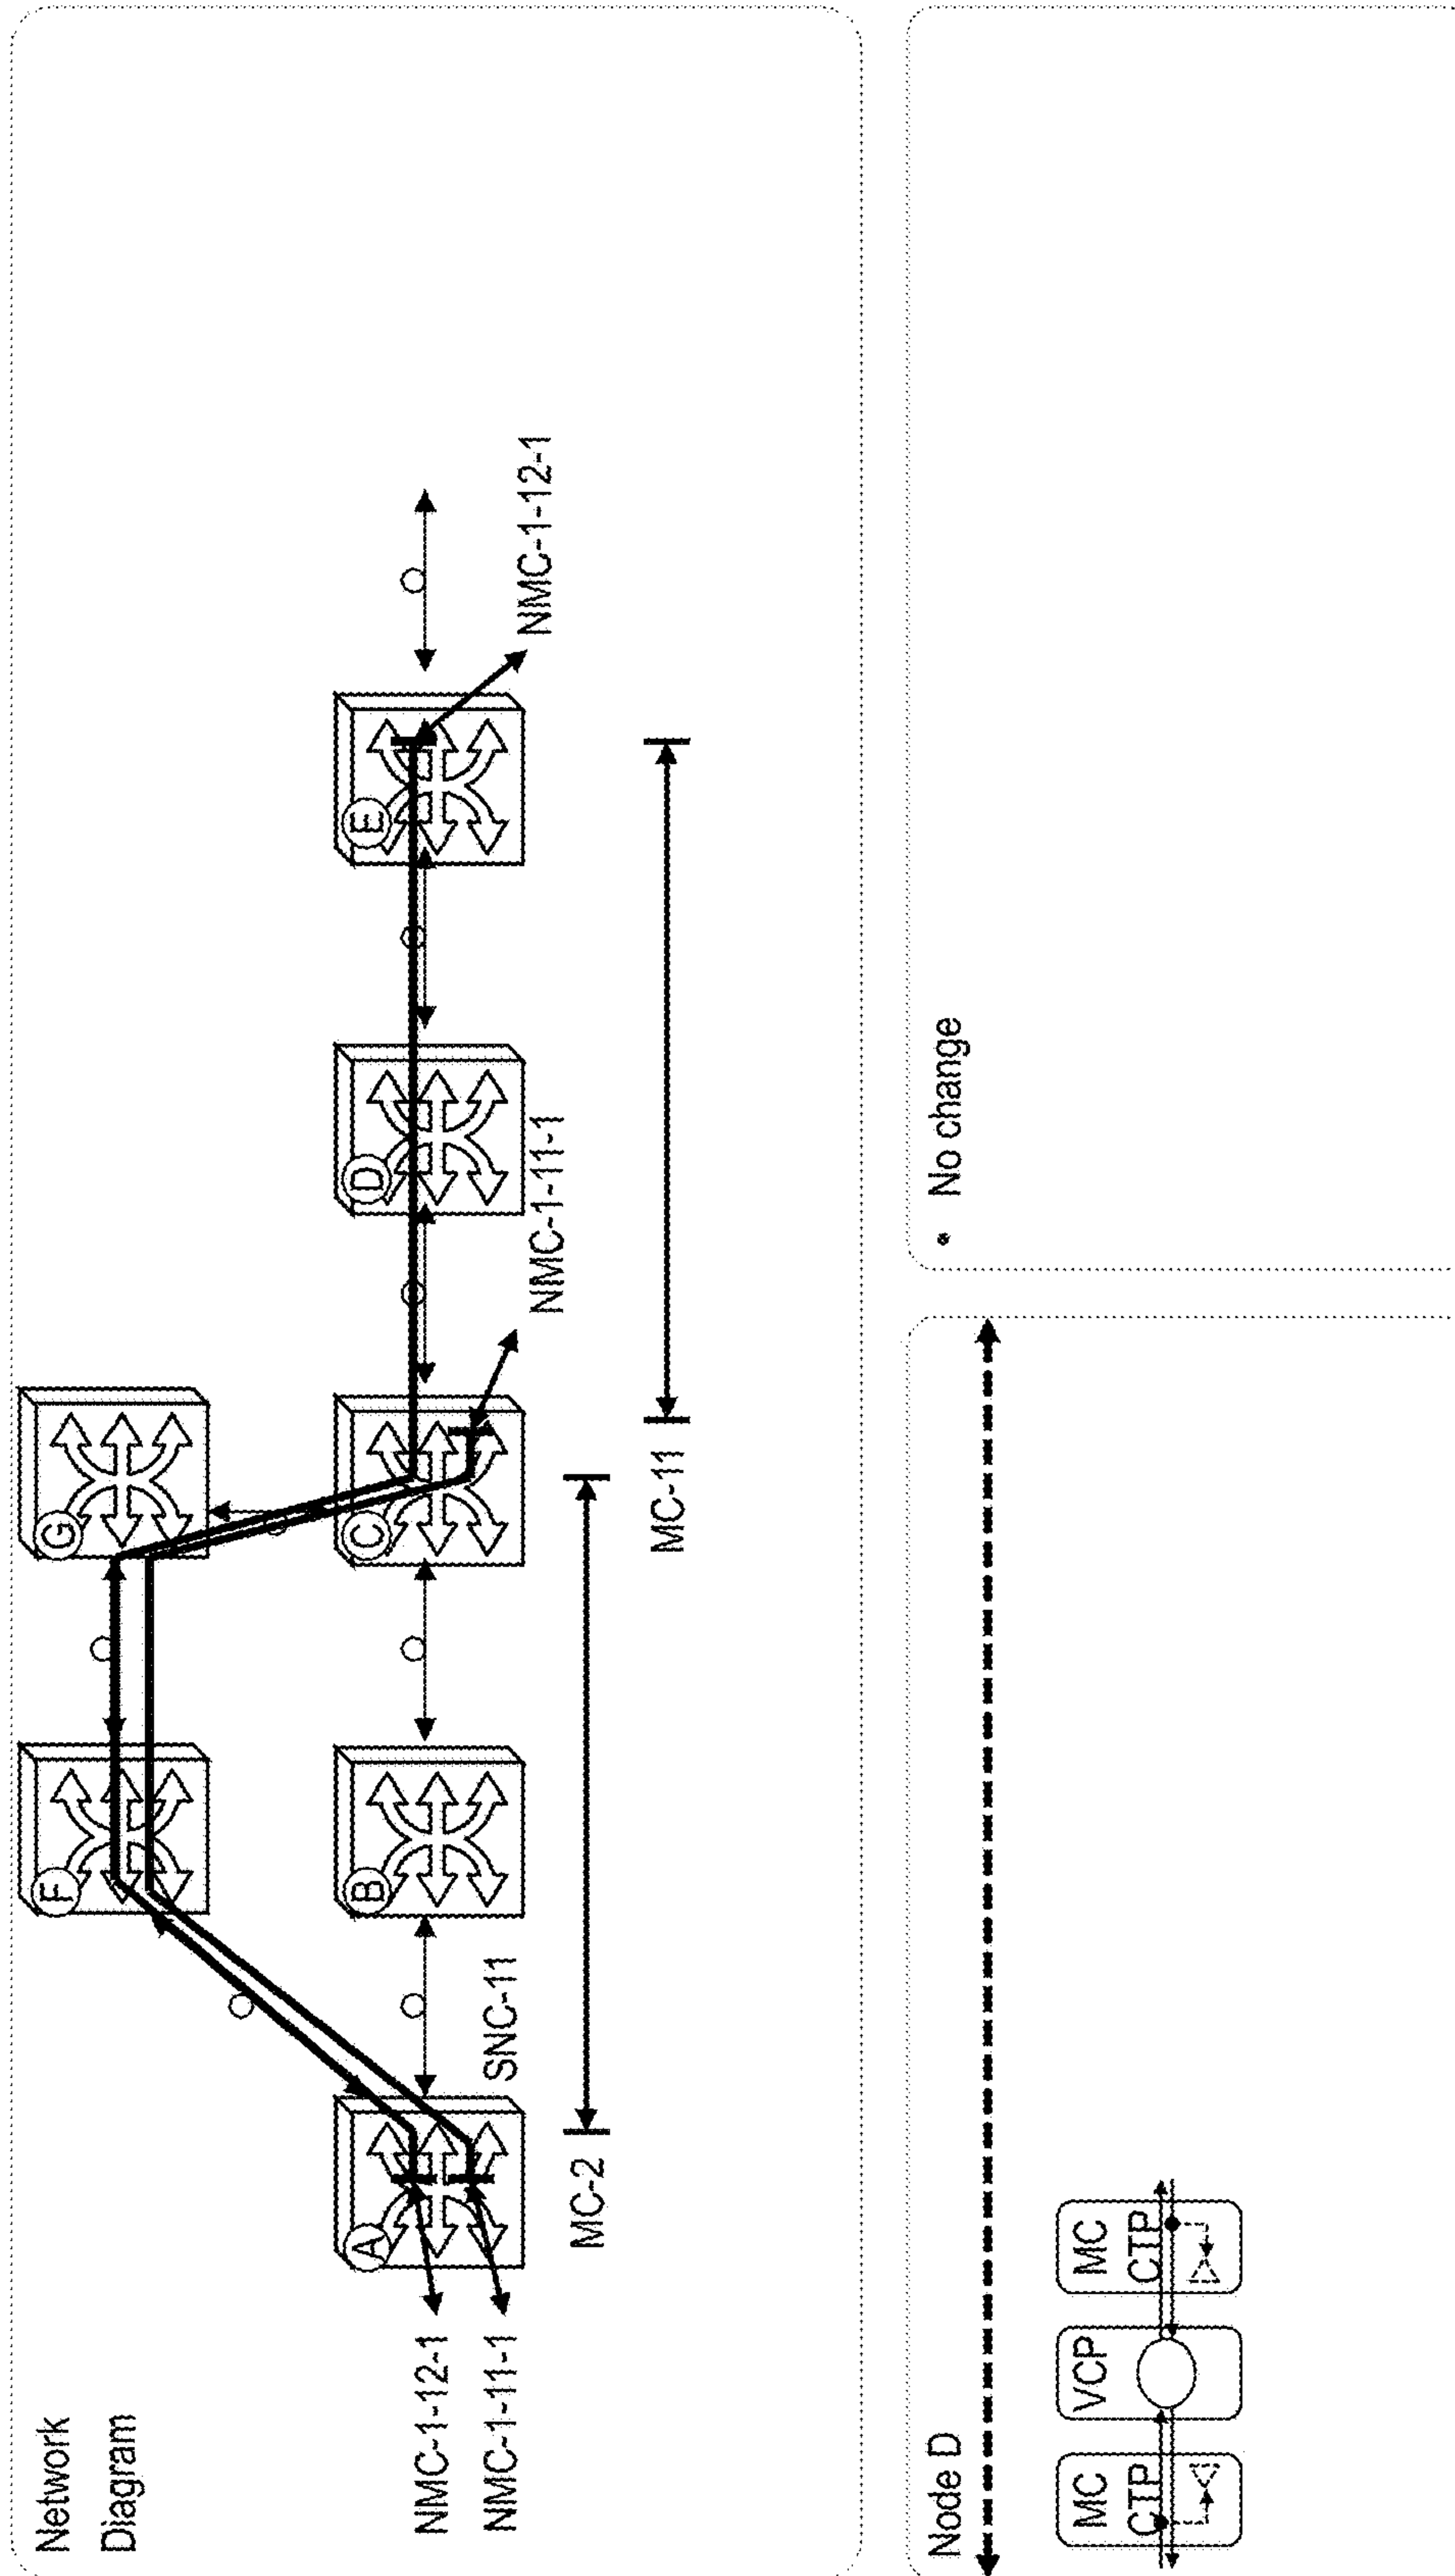 Network
Diagram
F
G
A
B
C
D
E
NMC-1-12-1
NMC-1-11-1
SNC-11
NMC-1-11-1
NMC-1-12-1
MC-2
MC-11
Node D
MC
CTP
VCP
MC
CTP
• No change